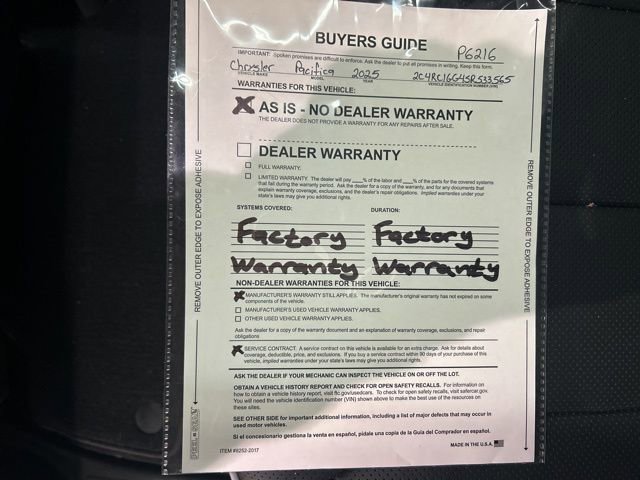 BUYERS GUIDE
P6216
IMPORTANT: Spoken promises are difficult to enforce. Ask the dealer to put all promises in writing. Keep this form.
Chrysler Pacifica 2025 2C4RC1G64SR533565
VEHICLE MAKE MODEL YEAR VEHICLE IDENTIFICATION NUMBER (VIN)
WARRANTIES FOR THIS VEHICLE:
X AS IS - NO DEALER WARRANTY
THE DEALER DOES NOT PROVIDE A WARRANTY FOR ANY REPAIRS AFTER SALE.
DEALER WARRANTY
FULL WARRANTY.
LIMITED WARRANTY. The dealer will pay ___% of the labor and ___% of the parts for the covered systems
that fail during the warranty period. Ask the dealer for a copy of the warranty, and for any documents that
explain warranty coverage, exclusions, and the dealer's repair obligations. Implied warranties under your
state's laws may give you additional rights.
SYSTEMS COVERED: DURATION:
Factory Factory
Warranty Warranty
NON-DEALER WARRANTIES FOR THIS VEHICLE:
X MANUFACTURER'S WARRANTY STILL APPLIES. The manufacturer's original warranty has not expired on some
components of the vehicle.
MANUFACTURER'S USED VEHICLE WARRANTY APPLIES.
OTHER USED VEHICLE WARRANTY APPLIES.
Ask the dealer for a copy of the warranty document and an explanation of warranty coverage, exclusions, and repair
obligations
X SERVICE CONTRACT. A service contract on this vehicle is available for an extra charge. Ask for details about
coverage, deductible, price, and exclusions. If you buy a service contract within 90 days of your purchase of
this vehicle, implied warranties under your state's laws may give you additional rights.
ASK THE DEALER IF YOUR MECHANIC CAN INSPECT THE VEHICLE ON OR OFF THE LOT.
OBTAIN A VEHICLE HISTORY REPORT AND CHECK FOR OPEN SAFETY RECALLS. For information on
how to obtain a vehicle history report, visit ftc.gov/usedcars. To check for open safety recalls, visit safercar.gov.
You will need the vehicle identification number (VIN) shown above to make the best use of the resources on
these sites.
SEE OTHER SIDE for important additional information, including a list of major defects that may occur in
used motor vehicles.
Si el concesionario gestiona la venta en español, pídale una copia de la Guía del Comprador en español.
MADE IN THE U.S.A.
ITEM #8252-2017
REMOVE OUTER EDGE TO EXPOSE ADHESIVE
REMOVE OUTER EDGE TO EXPOSE ADHESIVE